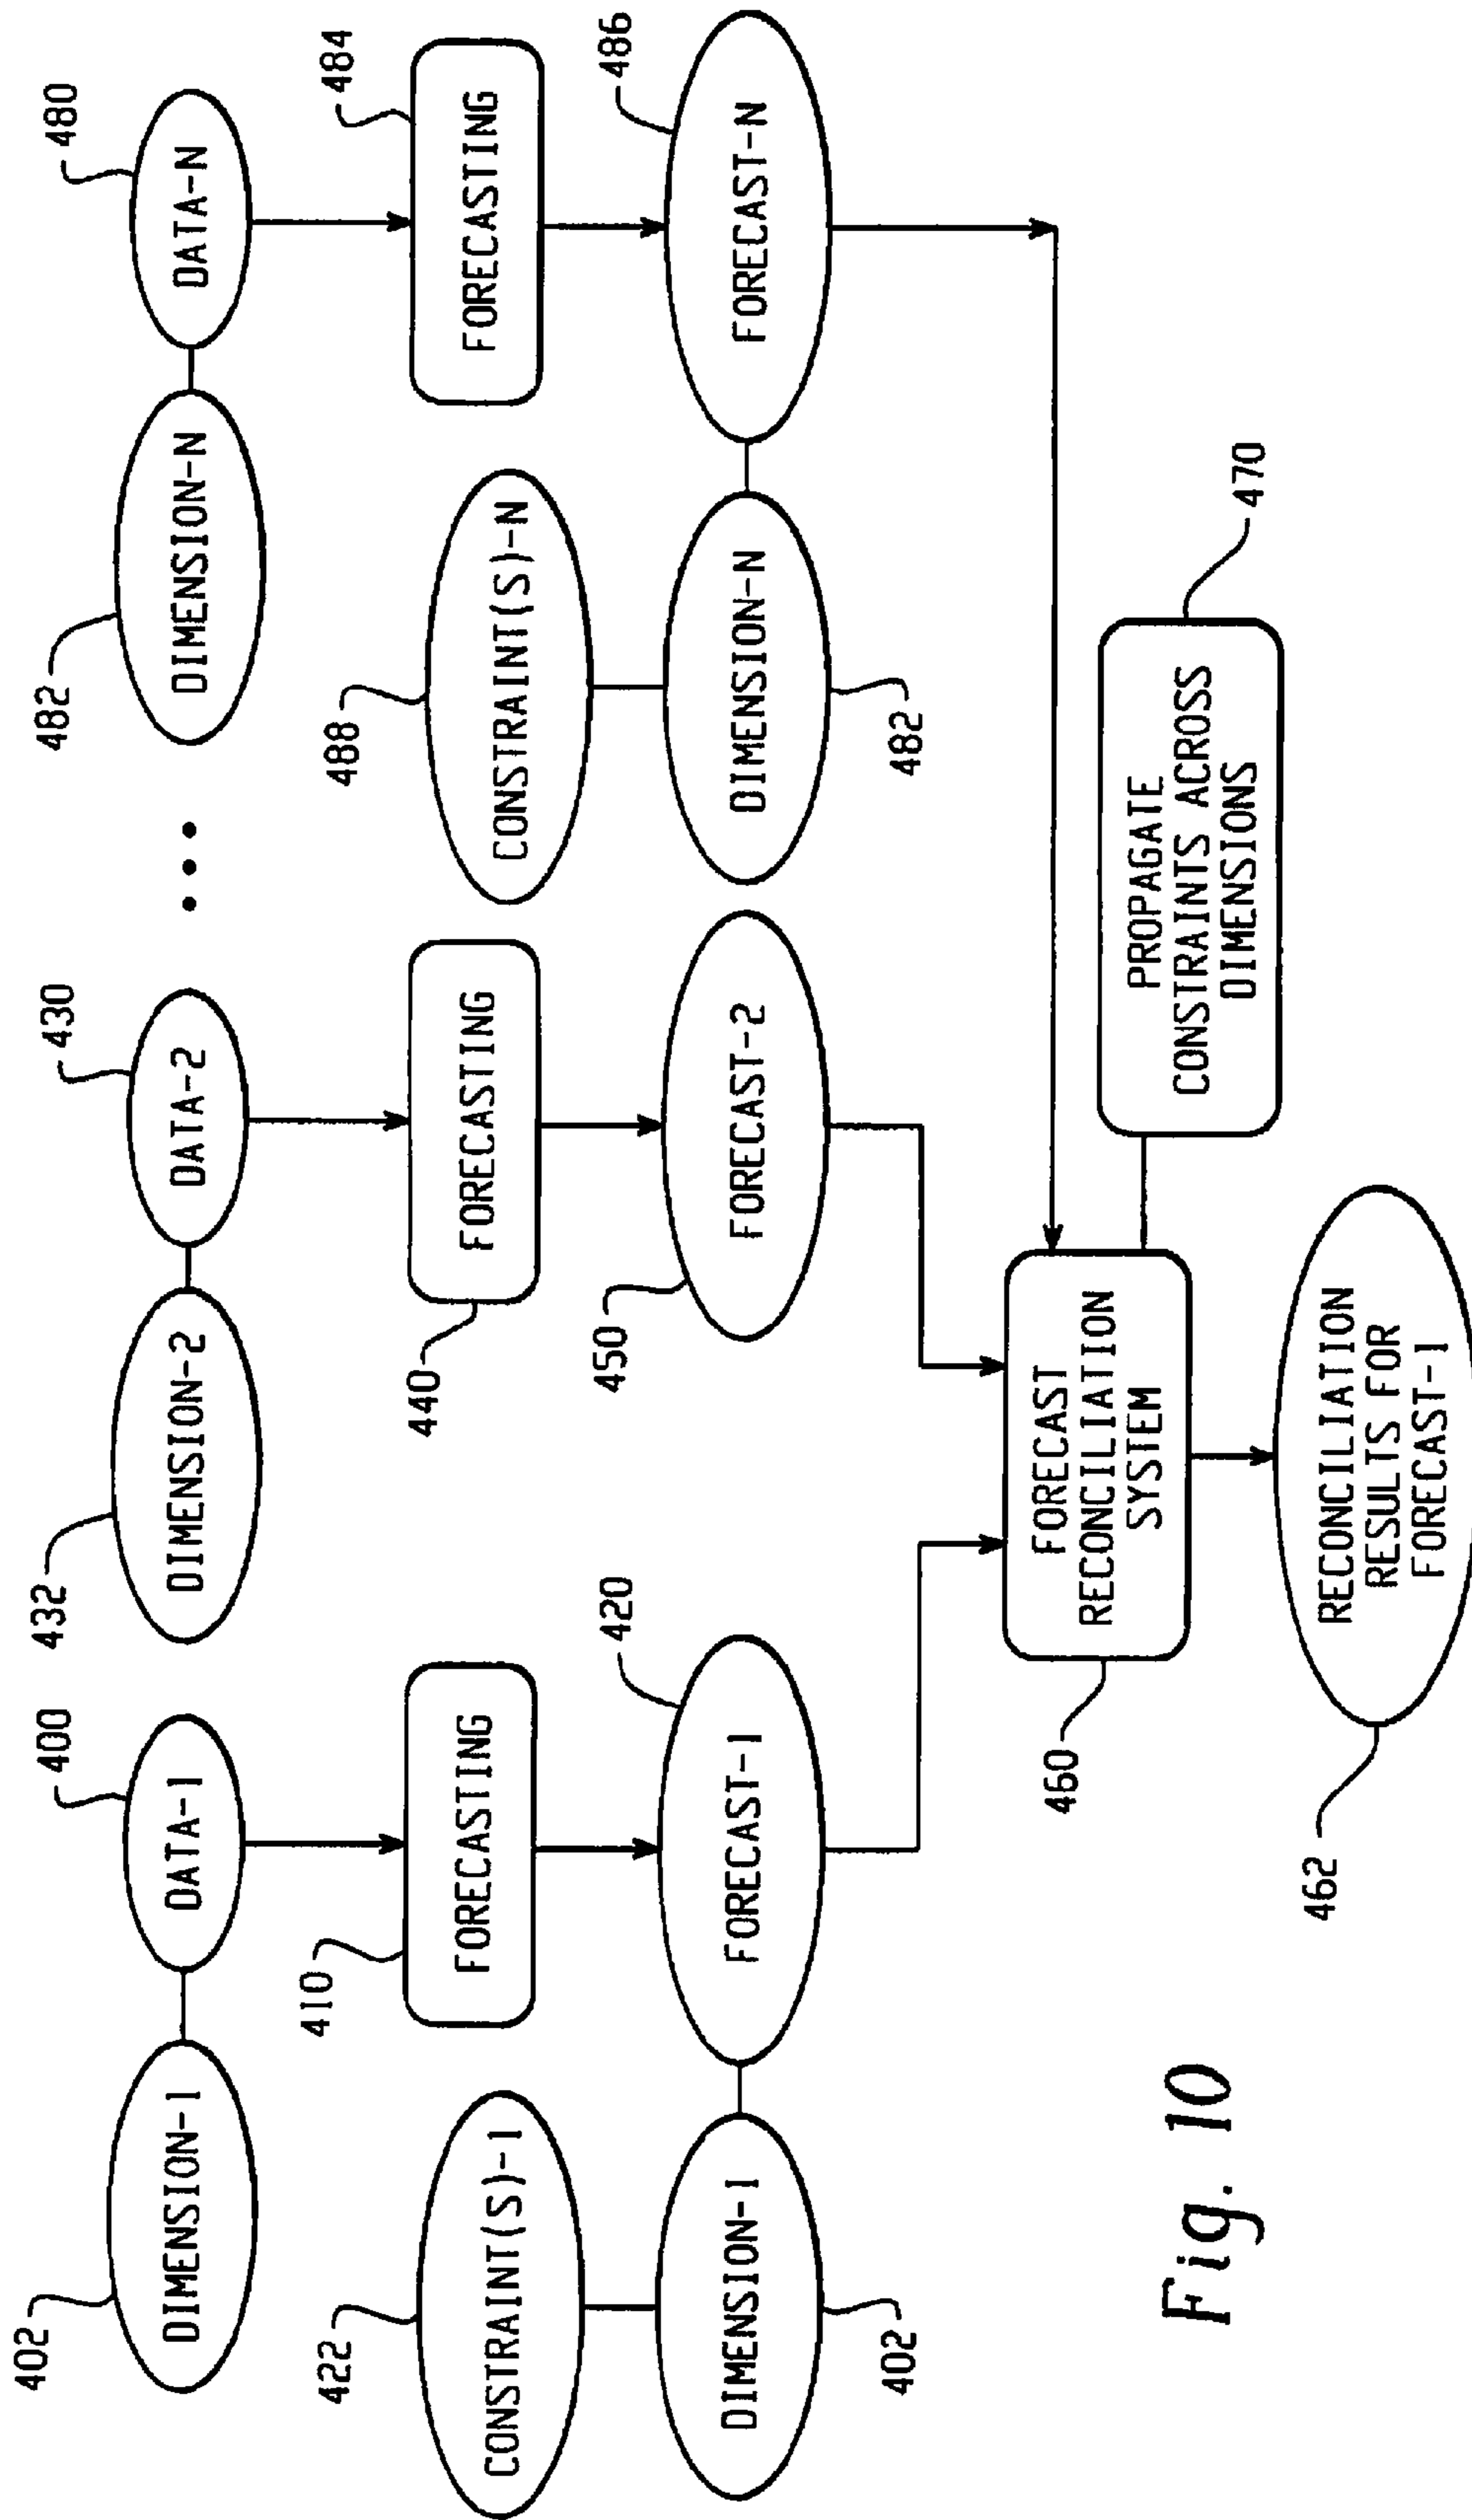 402
DIMENSION-1
400
DATA-1
432
DIMENSION-2
430
DATA-2
482
DIMENSION-N
480
DATA-N
422
CONSTRAINT(S)-1
410
FORECASTING
440
FORECASTING
488
CONSTRAINT(S)-N
484
FORECASTING
402
DIMENSION-1
420
FORECAST-1
450
FORECAST-2
482
DIMENSION-N
486
FORECAST-N
460
FORECAST
RECONCILIATION
SYSTEM
470
PROPAGATE
CONSTRAINTS ACROSS
DIMENSIONS
462
RECONCILIATION
RESULTS FOR
FORECAST-1
Fig. 10